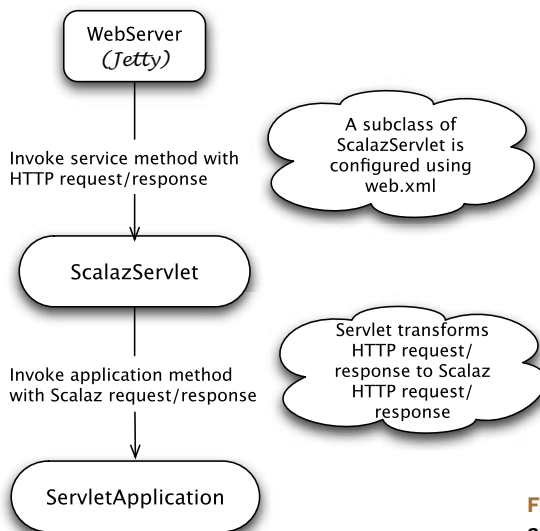 WebServer
(Jetty)
A subclass of
ScalazServlet is
configured using
web.xml
Invoke service method with
HTTP request/response
ScalazServlet
Servlet transforms
HTTP request/
response to Scalaz
HTTP request/
response
Invoke application method
with Scalaz request/response
ServletApplication